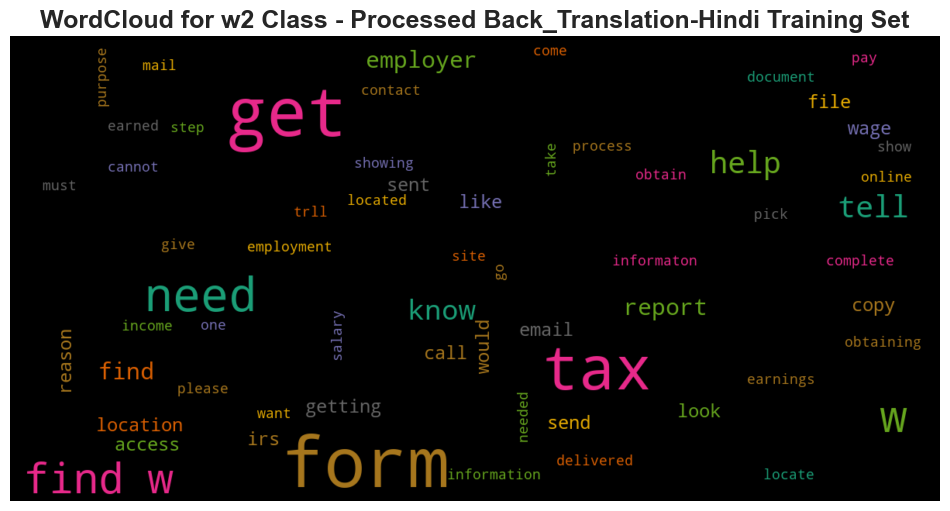 WordCloud for w2 Class - Processed Back_Translation-Hindi Training Set
purpose
mail
employer
come
document
pay
contact
file
get
earned
step
wage
cannot
showing
take
process
help
show
must
sent
obtain
online
located
like
trll
pick
tell
give
employment
site
go
informaton
complete
need
know
report
copy
income
one
salary
would
email
obtaining
reason
find
call
tax
please
earnings
want
getting
needed
send
look
W
location
access
irs
form
find w
information
delivered
locate